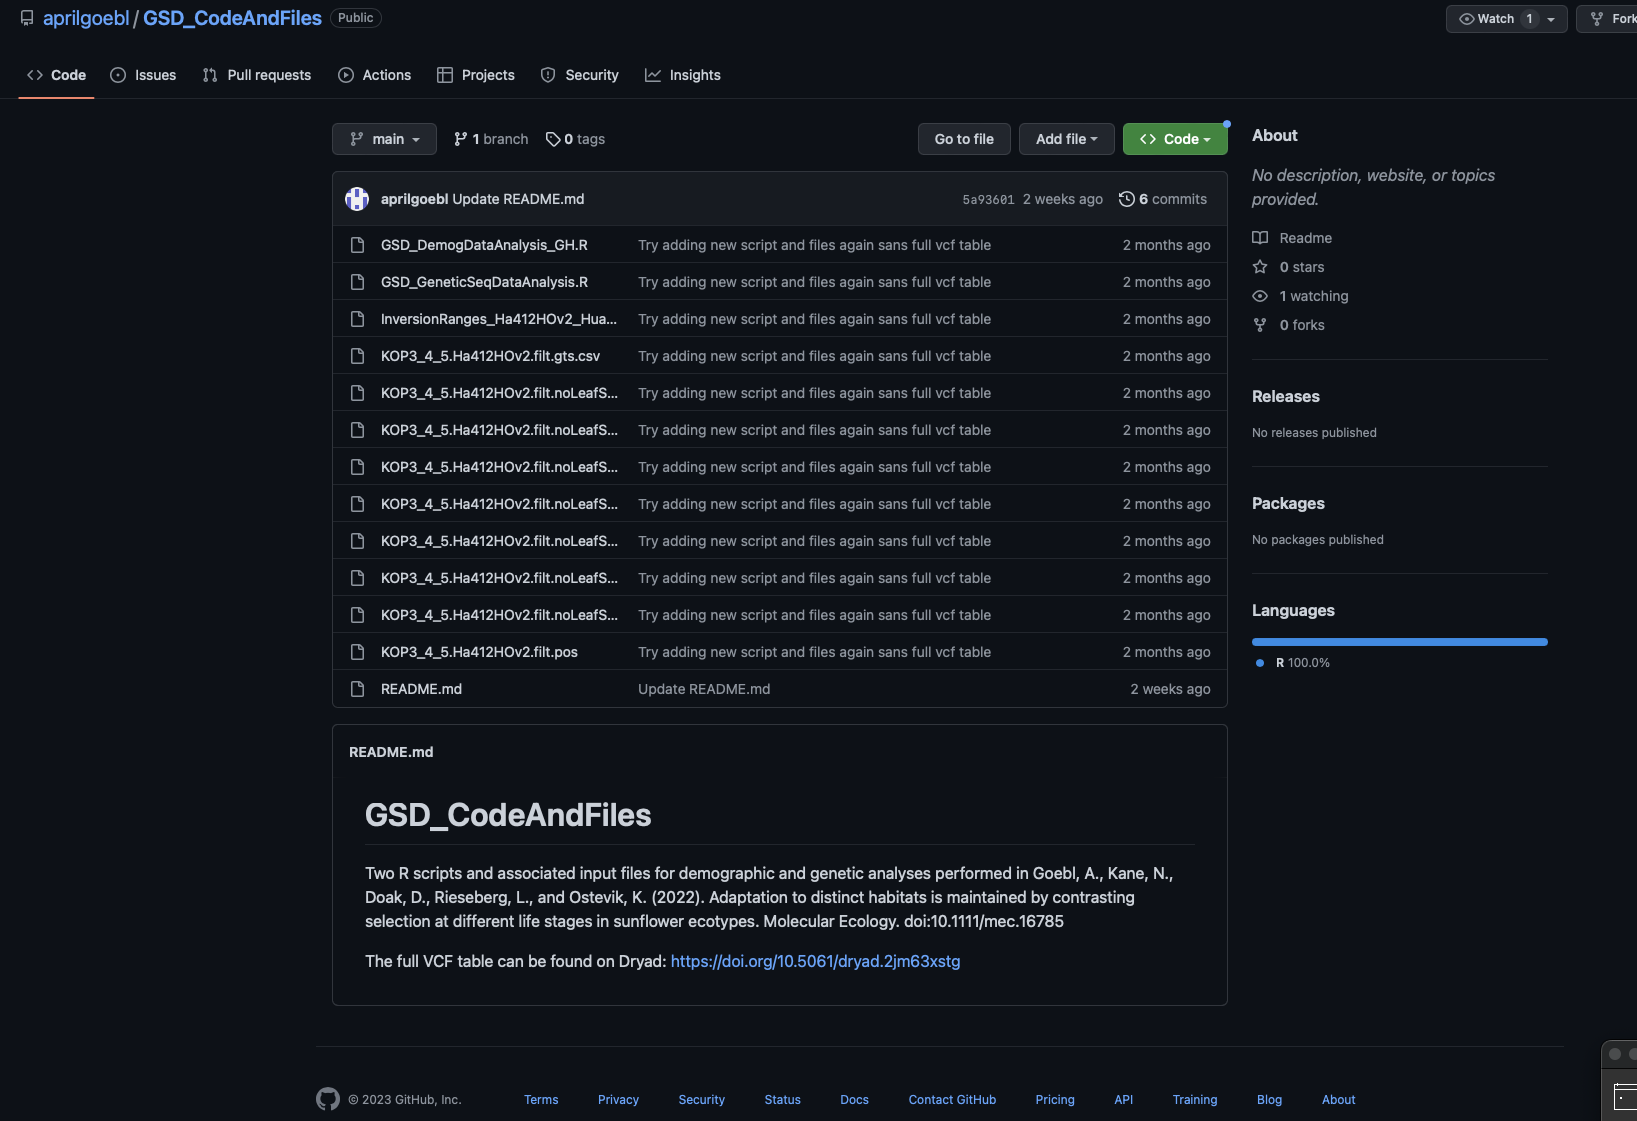 aprilgoebl / GSD_CodeAndFiles Public
Watch 1
Fork
Code Issues Pull requests Actions Projects Security Insights
main 1 branch 0 tags Go to file Add file Code
aprilgoebl Update README.md 5a93601 2 weeks ago 6 commits
GSD_DemogDataAnalysis_GH.R Try adding new script and files again sans full vcf table 2 months ago
GSD_GeneticSeqDataAnalysis.R Try adding new script and files again sans full vcf table 2 months ago
InversionRanges_Ha412HOv2_Hua... Try adding new script and files again sans full vcf table 2 months ago
KOP3_4_5.Ha412HOv2.filt.gts.csv Try adding new script and files again sans full vcf table 2 months ago
KOP3_4_5.Ha412HOv2.filt.noLeafS... Try adding new script and files again sans full vcf table 2 months ago
KOP3_4_5.Ha412HOv2.filt.noLeafS... Try adding new script and files again sans full vcf table 2 months ago
KOP3_4_5.Ha412HOv2.filt.noLeafS... Try adding new script and files again sans full vcf table 2 months ago
KOP3_4_5.Ha412HOv2.filt.noLeafS... Try adding new script and files again sans full vcf table 2 months ago
KOP3_4_5.Ha412HOv2.filt.noLeafS... Try adding new script and files again sans full vcf table 2 months ago
KOP3_4_5.Ha412HOv2.filt.noLeafS... Try adding new script and files again sans full vcf table 2 months ago
KOP3_4_5.Ha412HOv2.filt.noLeafS... Try adding new script and files again sans full vcf table 2 months ago
KOP3_4_5.Ha412HOv2.filt.pos Try adding new script and files again sans full vcf table 2 months ago
README.md Update README.md 2 weeks ago
README.md
GSD_CodeAndFiles
Two R scripts and associated input files for demographic and genetic analyses performed in Goebl, A., Kane, N.,
Doak, D., Rieseberg, L., and Ostevik, K. (2022). Adaptation to distinct habitats is maintained by contrasting
selection at different life stages in sunflower ecotypes. Molecular Ecology. doi:10.1111/mec.16785
The full VCF table can be found on Dryad: https://doi.org/10.5061/dryad.2jm63xstg
About
No description, website, or topics
provided.
Readme
0 stars
1 watching
0 forks
Releases
No releases published
Packages
No packages published
Languages
R 100.0%
© 2023 GitHub, Inc. Terms Privacy Security Status Docs Contact GitHub Pricing API Training Blog About